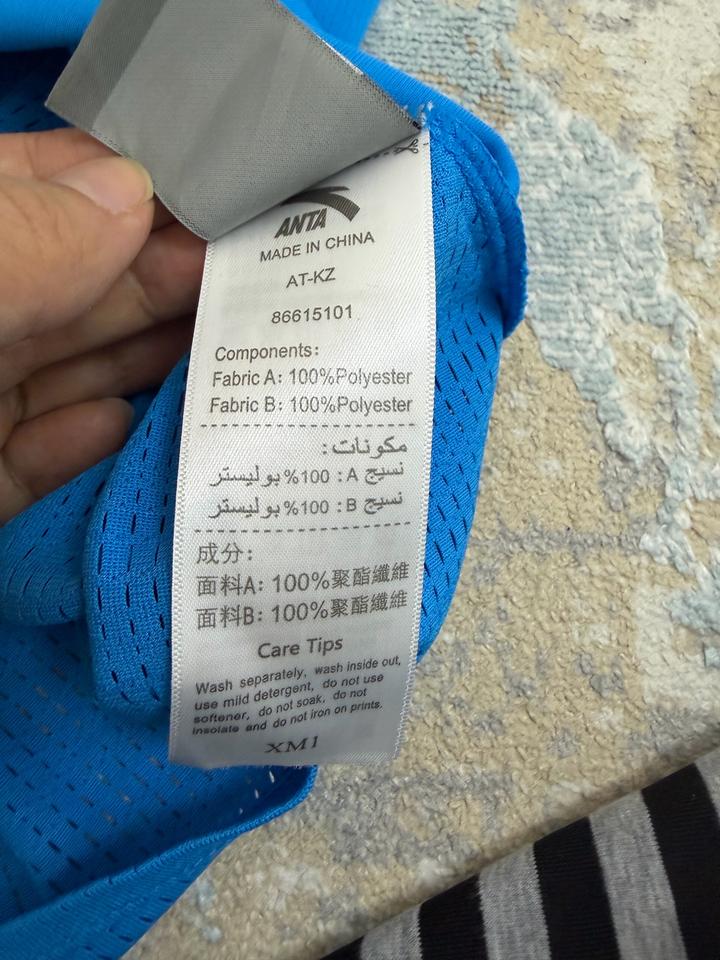 ANTA
MADE IN CHINA
AT-KZ
86615101
Components:
Fabric A: 100%Polyester
Fabric B: 100%Polyester
مكونات:
نسيج A: 100% بوليستر
نسيج B: 100% بوليستر
成分:
面料A: 100%聚酯纖維
面料B: 100%聚酯纖維
Care Tips
Wash separately, wash inside out,
use mild detergent, do not use
softener, do not soak, do not
insolate and do not iron on prints.
XM1